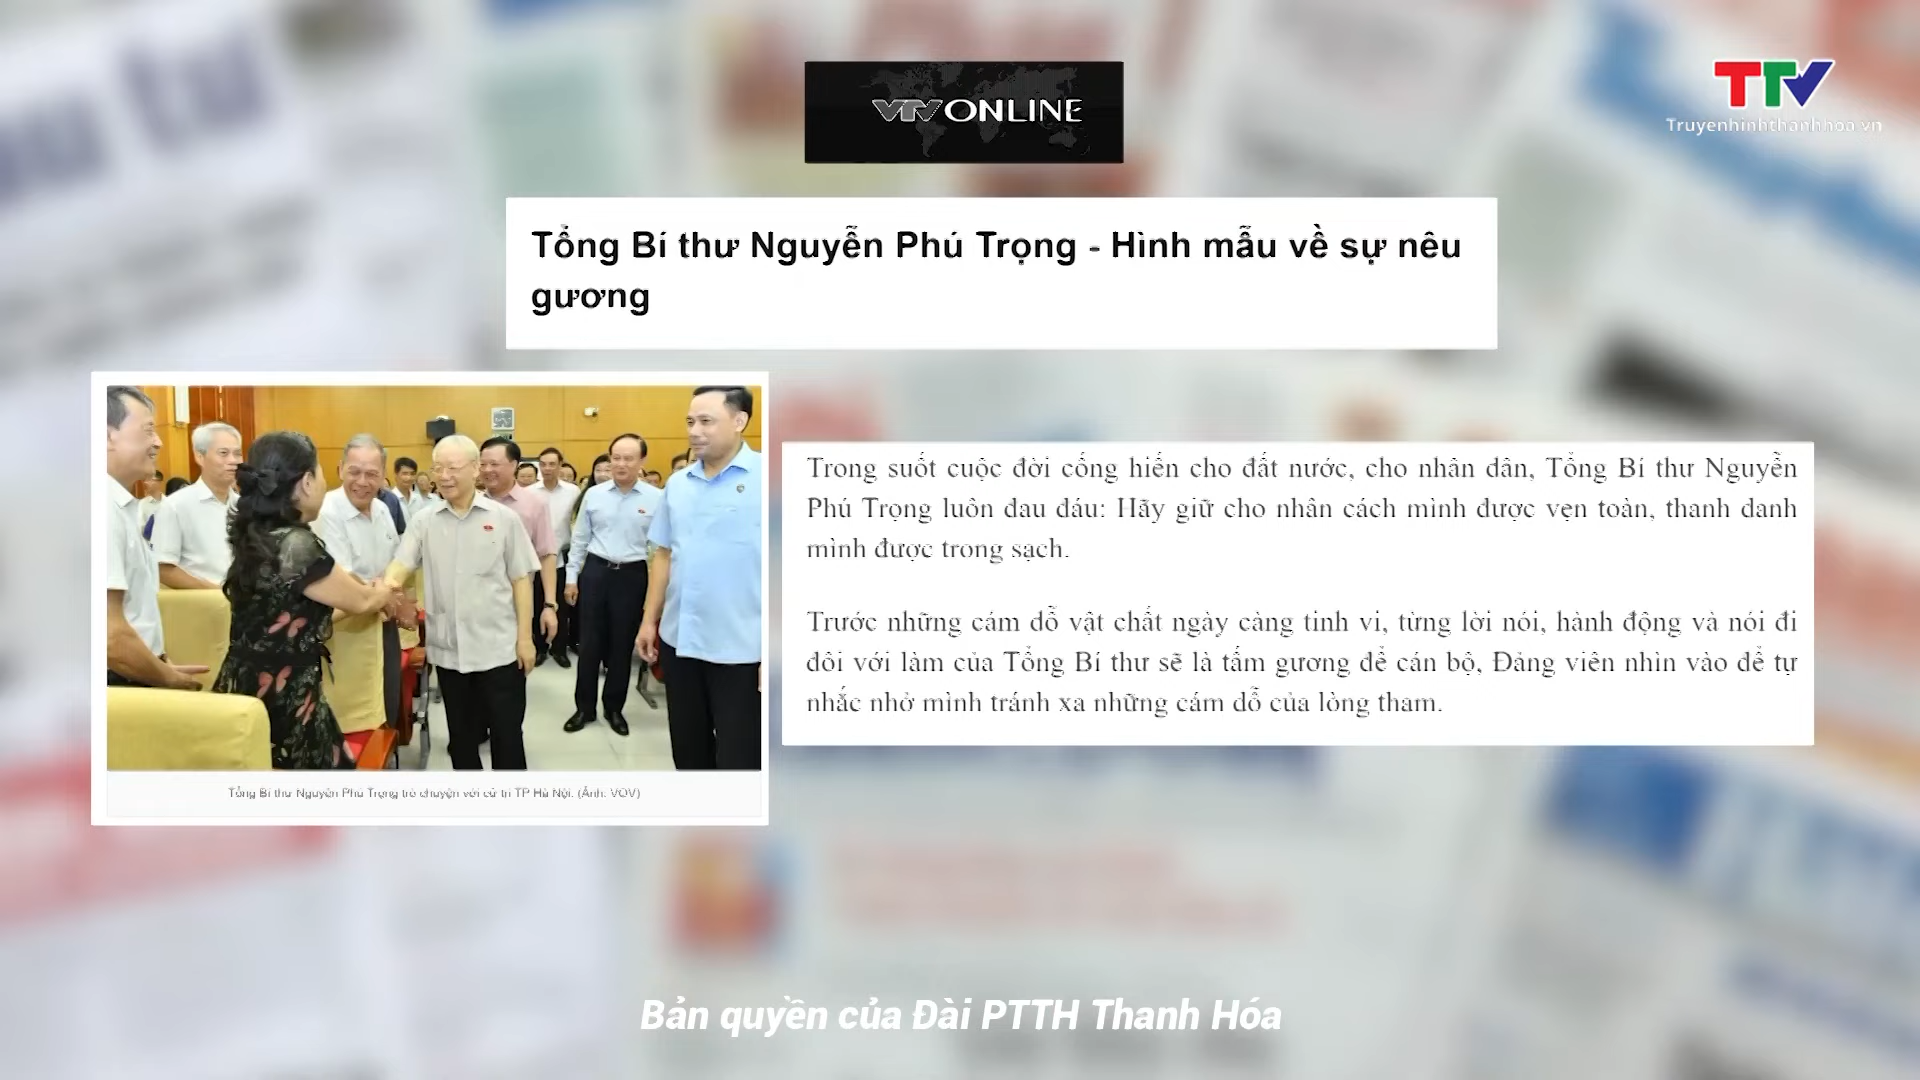 VTV ONLINE
TTV
Truyenhinhthanhhoa.vn
Tổng Bí thư Nguyễn Phú Trọng - Hình mẫu về sự nêu
gương
Trong suốt cuộc đời cống hiến cho đất nước, cho nhân dân, Tổng Bí thư Nguyễn
Phú Trọng luôn đau đáu: Hãy giữ cho nhân cách mình được vẹn toàn, thanh danh
mình được trong sạch.
Trước những cám dỗ vật chất ngày càng tinh vi, từng lời nói, hành động và nói đi
đôi với làm của Tổng Bí thư sẽ là tấm gương để cán bộ, Đảng viên nhìn vào để tự
nhắc nhở mình tránh xa những cám dỗ của lòng tham.
Tổng Bí thư Nguyễn Phú Trọng trò chuyện với cử tri TP Hà Nội. (Ảnh: VOV)
Bản quyền của Đài PTTH Thanh Hóa